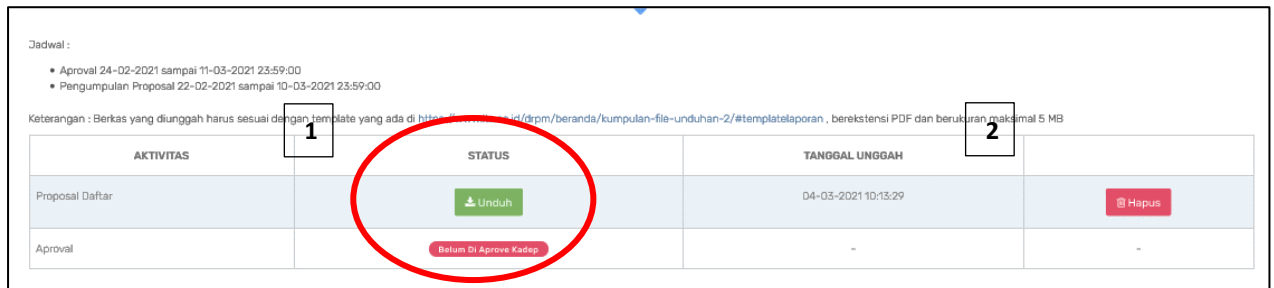 Jadwal :
Aproval 24-02-2021 sampai 11-03-2021 23:59:00
Pengumpulan Proposal 22-02-2021 sampai 10-03-2021 23:59:00
Keterangan : Berkas yang diunggah harus sesuai dengan template yang ada di /drpm/beranda/kumpulan-file-unduhan-2/#templatelaporan , berekstensi PDF dan berukuran maksimal 5 MB
1
2
AKTIVITAS STATUS TANGGAL UNGGAH
Proposal Daftar Unduh 04-03-2021 10:13:29 Hapus
Aproval Belum Di Aprove Kadep - -